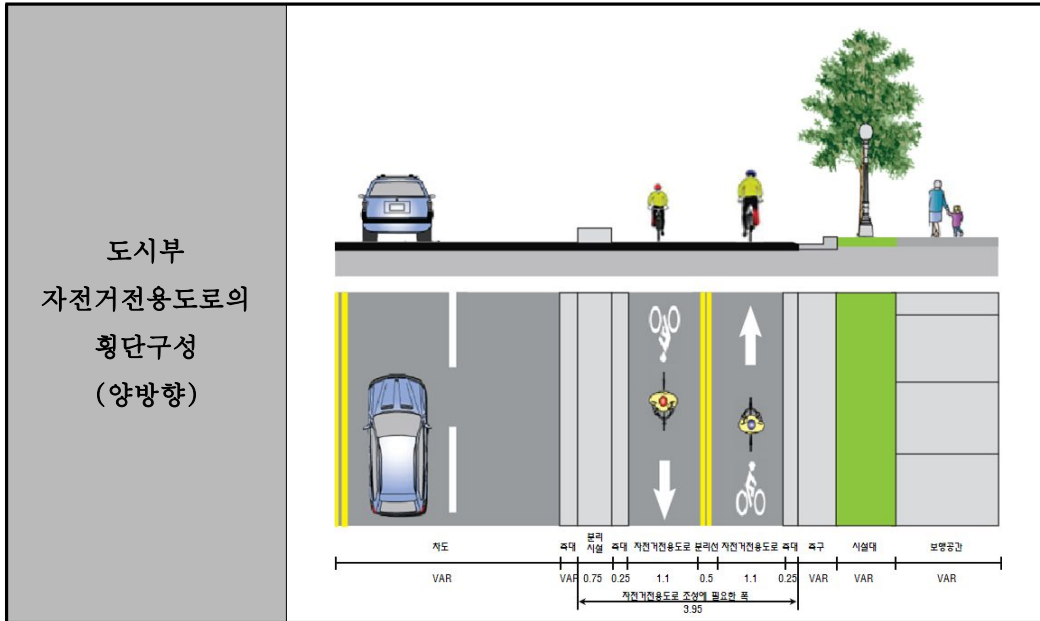 도시부
자전거전용도로의
횡단구성
(양방향)
차도 측대 분리 시설 측대 자전거전용도로 분리선 자전거전용도로 측대 측구 시설대 보행공간
VAR VAR 0.75 0.25 1.1 0.5 1.1 0.25 VAR VAR VAR
자전거전용도로 조성에 필요한 폭
3.95